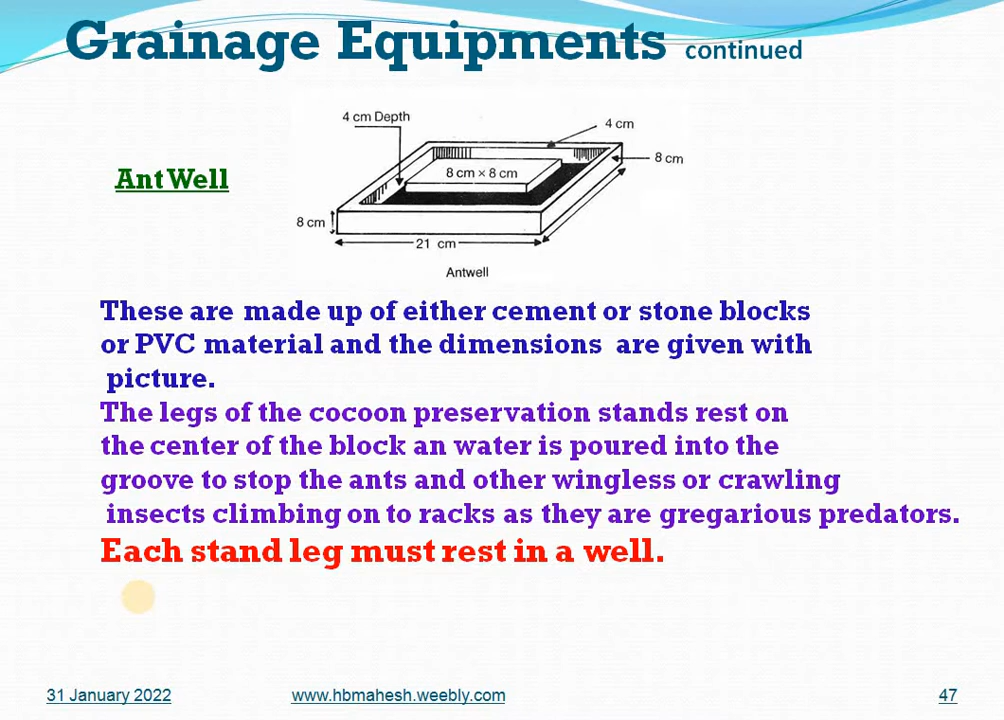 Grainage Equipments continued
4 cm Depth
4 cm
Ant Well
8 cm × 8 cm
8 cm
8 cm
21 cm
Antwell
These are made up of either cement or stone blocks
or PVC material and the dimensions are given with
picture.
The legs of the cocoon preservation stands rest on
the center of the block an water is poured into the
groove to stop the ants and other wingless or crawling
insects climbing on to racks as they are gregarious predators.
Each stand leg must rest in a well.
31 January 2022
www.hbmahesh.weebly.com
47